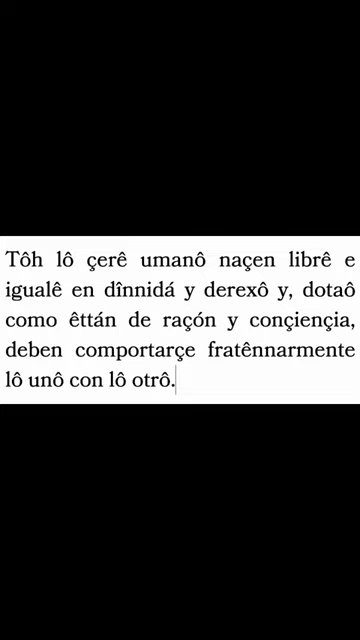 Tôh lô çerê umanô naçen librê e
igualê en dînnidá y derexô y, dotaô
como êttán de raçón y conçiençia,
deben comportarçe fratênnarmente
lô unô con lô otrô.